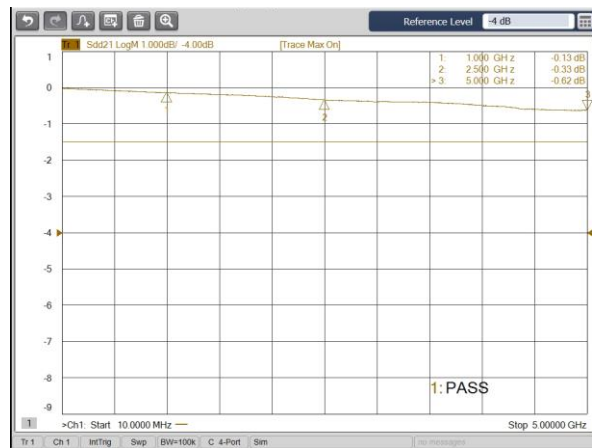 Reference Level -4 dB
Tr 1 Sdd21 LogM 1.000dB/ -4.00dB [Trace Max On]
1: 1.000 GHz -0.13 dB
2: 2.500 GHz -0.33 dB
> 3: 5.000 GHz -0.62 dB
1
0
-1
-2
-3
-4
-5
-6
-7
-8
-9
1
2
3
1: PASS
1 >Ch1: Start 10.0000 MHz Stop 5.00000 GHz
Tr 1 Ch 1 IntTrig Swp BW=100k C 4-Port Sim no messages